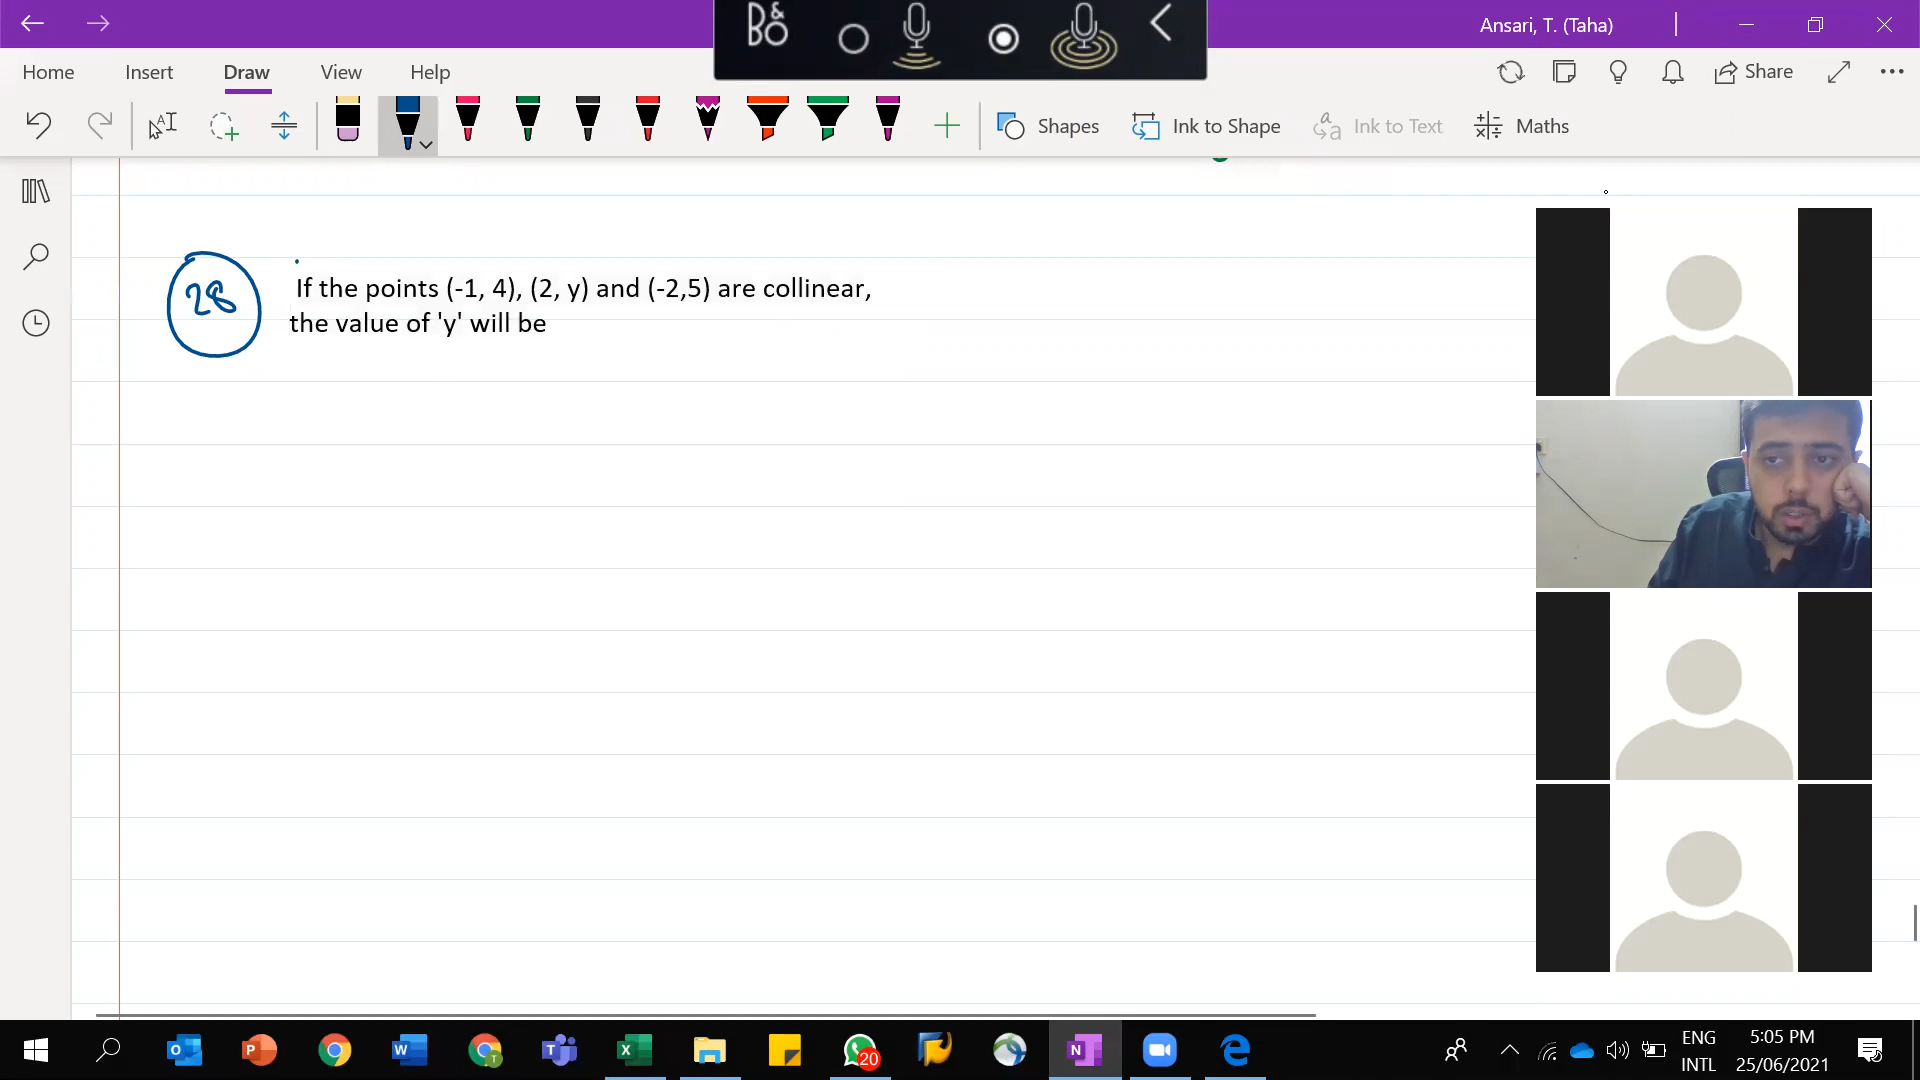 B&O
Ansari, T. (Taha)
Home Insert Draw View Help Share
Shapes Ink to Shape Ink to Text Maths
28
If the points (-1, 4), (2, y) and (-2,5) are collinear,
the value of 'y' will be
20
ENG
INTL
5:05 PM
25/06/2021